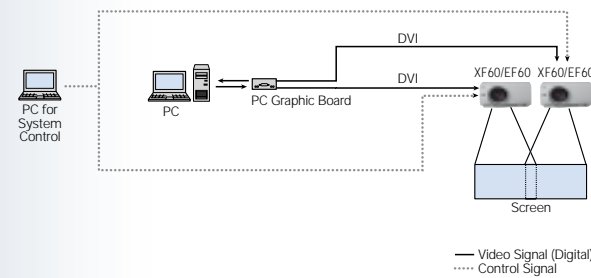 DVI
XF60/EF60 XF60/EF60
DVI
PC for
System
Control
PC
PC Graphic Board
Screen
Video Signal (Digital)
Control Signal